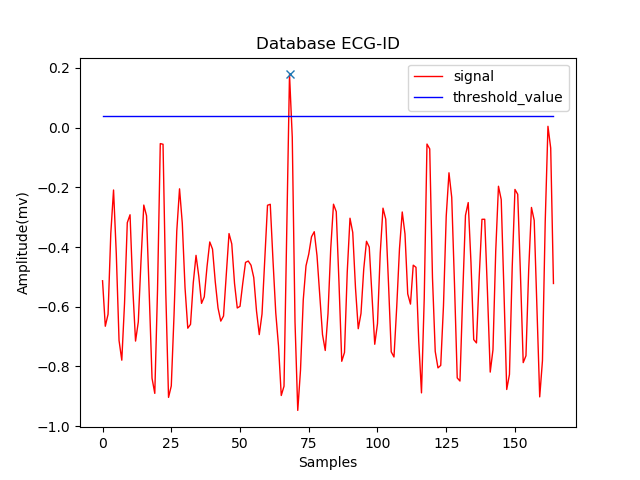 Database ECG-ID
signal
threshold_value
Amplitude(mv)
0.2
0.0
−0.2
−0.4
−0.6
−0.8
−1.0
0 25 50 75 100 125 150
Samples